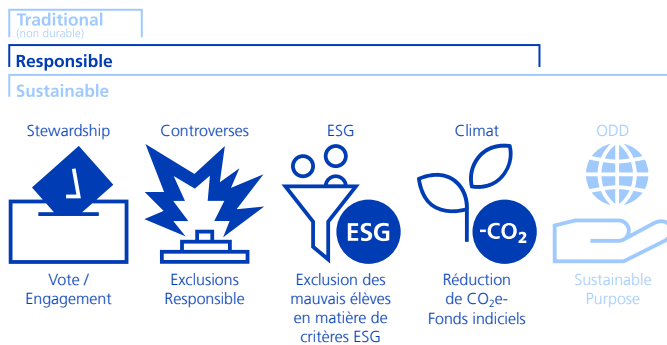 Traditional
(non durable)
Responsible
Sustainable
Stewardship
Controverses
ESG
Climat
ODD
ESG
-CO₂
Vote /
Engagement
Exclusions
Responsible
Exclusion des
mauvais élèves
en matière de
critères ESG
Réduction
de CO₂e-
Fonds indiciels
Sustainable
Purpose